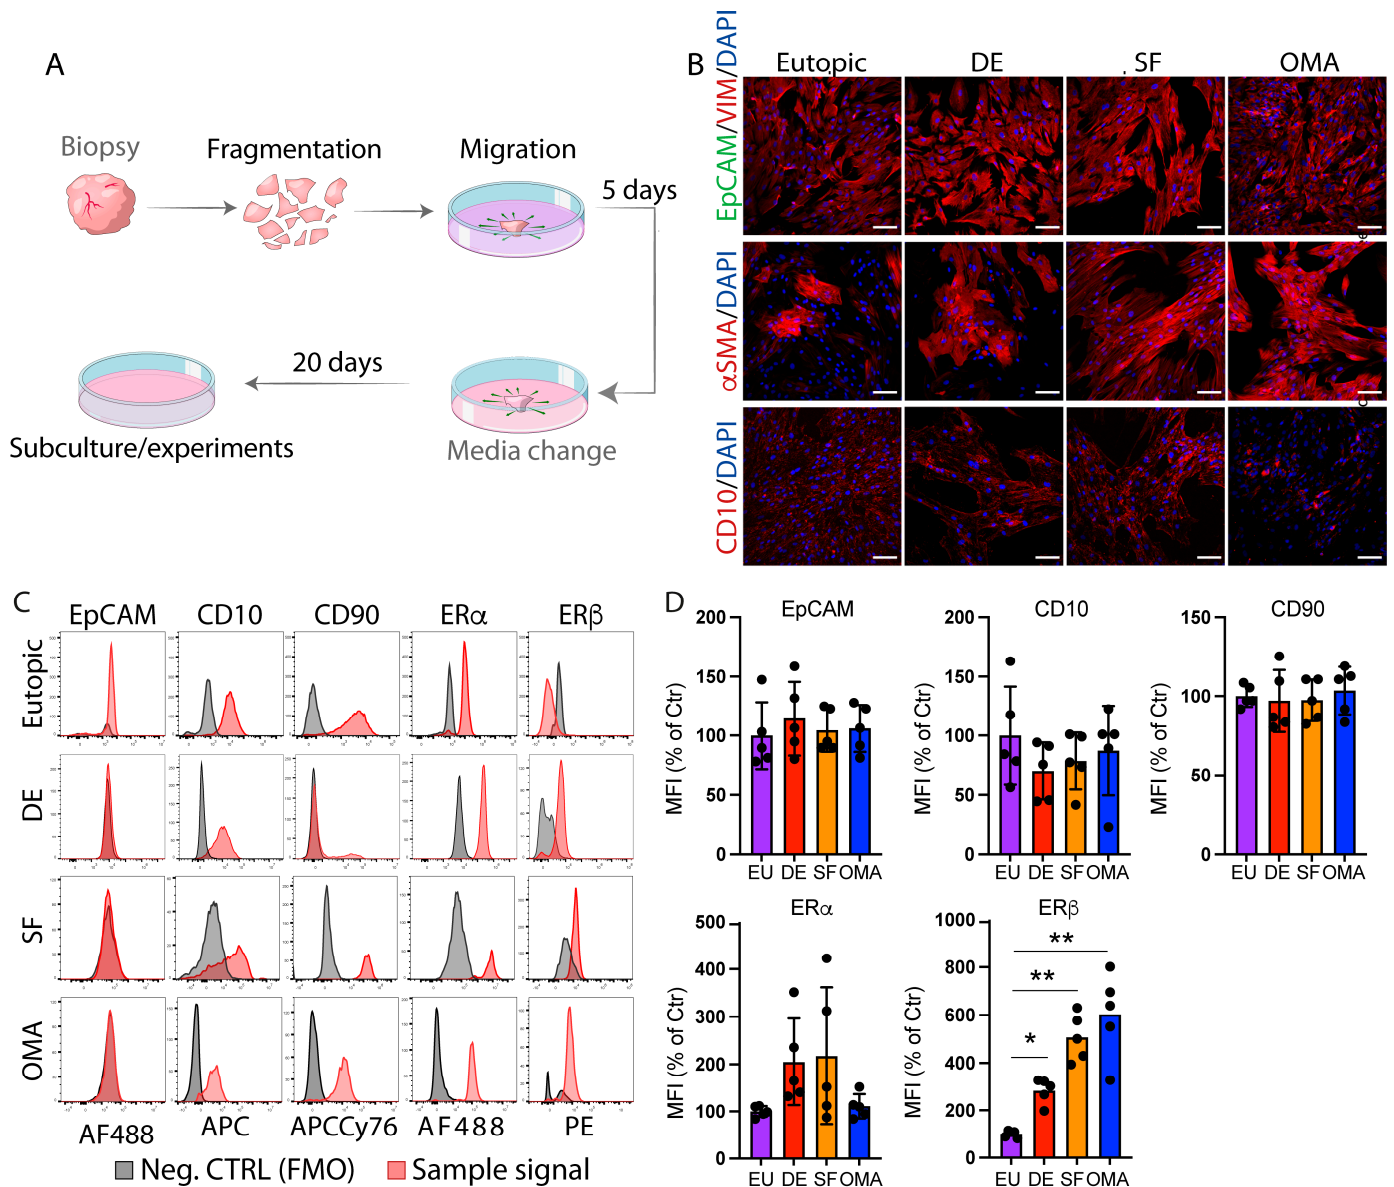 A
Biopsy
Fragmentation
Migration
5 days
20 days
Subculture/experiments
Media change
B
Eutopic
DE
SF
OMA
EpCAM/VIM/DAPI
αSMA/DAPI
CD10/DAPI
C
EpCAM
CD10
CD90
ERα
ERβ
Eutopic
DE
SF
OMA
AF488
APC
APCCy76
AF488
PE
Neg. CTRL (FMO)
Sample signal
D
EpCAM
MFI (% of Ctr)
200
150
100
50
0
EU DE SF OMA
CD10
MFI (% of Ctr)
200
150
100
50
0
EU DE SF OMA
CD90
MFI (% of Ctr)
150
100
50
0
EU DE SF OMA
ERα
MFI (% of Ctr)
500
400
300
200
100
0
EU DE SF OMA
ERβ
MFI (% of Ctr)
1000
800
600
400
200
0
**
**
*
EU DE SF OMA